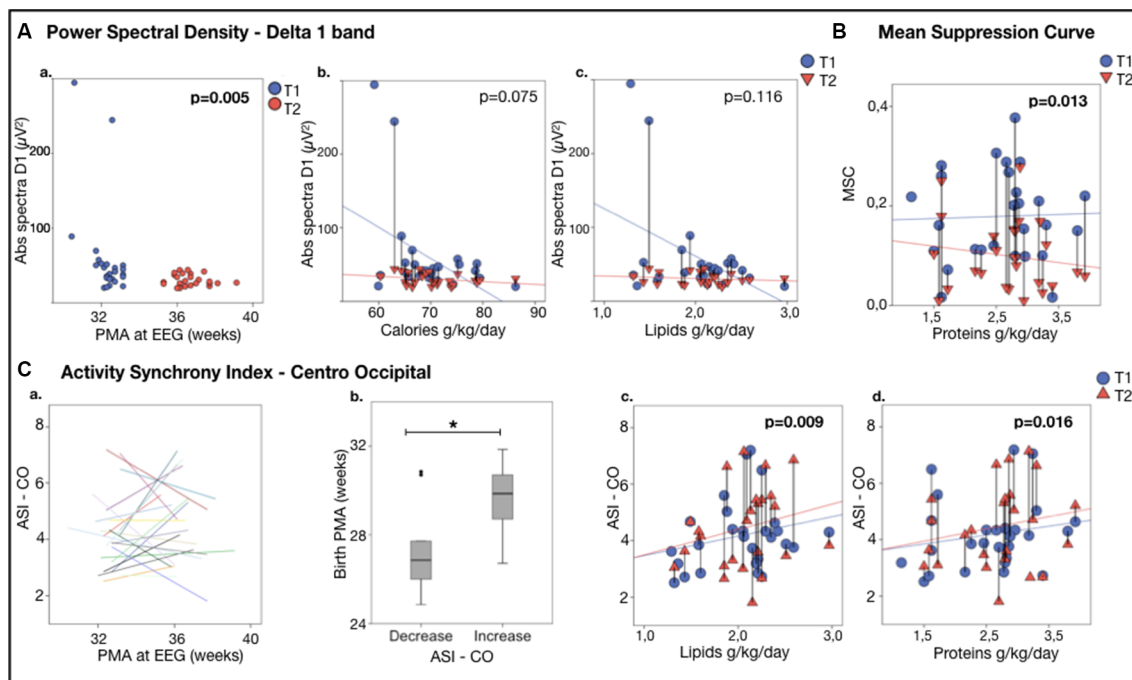 A Power Spectral Density - Delta 1 band
B Mean Suppression Curve
a.
p=0.005
T1
T2
Abs spectra D1 (µV²)
200
100
32 36 40
PMA at EEG (weeks)
b.
p=0.075
T1
T2
Abs spectra D1 (µV²)
200
100
60 70 80 90
Calories g/kg/day
c.
p=0.116
T1
T2
Abs spectra D1 (µV²)
200
100
1,0 2,0 3,0
Lipids g/kg/day
T1
T2
p=0.013
MSC
0,4
0,2
0,0
1,5 2,5 3,5
Proteins g/kg/day
C Activity Synchrony Index - Centro Occipital
a.
ASI - CO
8
6
4
2
32 36 40
PMA at EEG (weeks)
b.
*
Birth PMA (weeks)
32
28
24
Decrease Increase
ASI - CO
c.
p=0.009
ASI - CO
8
6
4
2
1,0 2,0 3,0
Lipids g/kg/day
d.
p=0.016
T1
T2
ASI - CO
8
6
4
2
1,5 2,5 3,5
Proteins g/kg/day